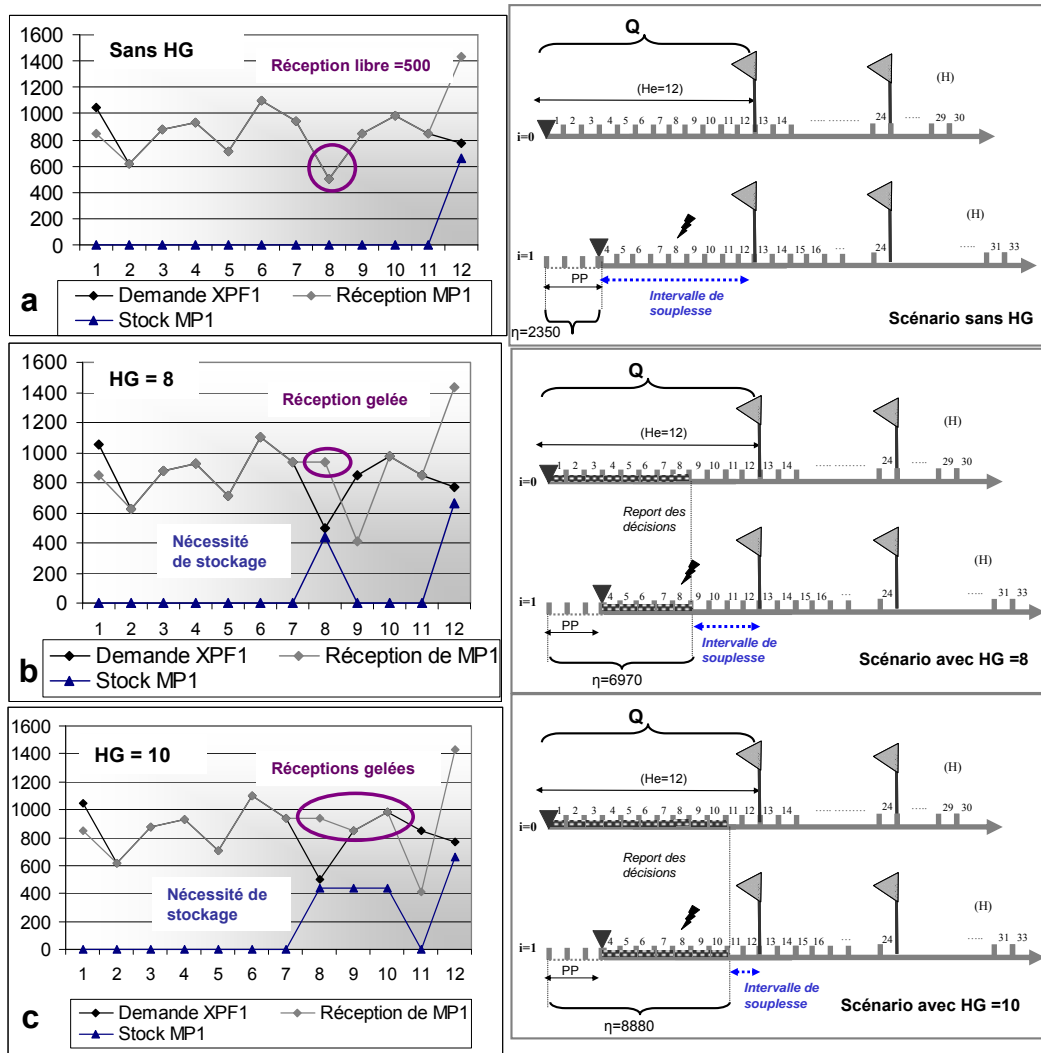 1600
Sans HG
1400
Réception libre =500
1200
1000
800
600
400
200
0
1 2 3 4 5 6 7 8 9 10 11 12
a
Demande XPF1
Réception MP1
Stock MP1
Q
(He=12)
(H)
1 2 3 4 5 6 7 8 9 10 11 12 13 14 ..... ........ 24 ..... 29 30
i=0
(H)
4 5 6 7 8 9 10 11 12 13 14 15 16 ... 24 ..... 31 33
i=1
PP
Intervalle de
souplesse
η=2350
Scénario sans HG
1600
HG = 8
1400
Réception gelée
1200
1000
800
600
Nécessité
de stockage
400
200
0
1 2 3 4 5 6 7 8 9 10 11 12
b
Demande XPF1
Réception de MP1
Stock MP1
Q
(He=12)
(H)
1 2 3 4 5 6 7 8 9 10 11 12 13 14 ..... ........ 24 ..... 29 30
i=0
Report des
décisions
(H)
4 5 6 7 8 9 10 11 12 13 14 15 16 ... 24 ..... 31 33
i=1
PP
Intervalle de
souplesse
η=6970
Scénario avec HG =8
1600
HG = 10
1400
Réceptions gelées
1200
1000
800
600
Nécessité de
stockage
400
200
0
1 2 3 4 5 6 7 8 9 10 11 12
c
Demande XPF1
Réception de MP1
Stock MP1
Q
(He=12)
(H)
1 2 3 4 5 6 7 8 9 10 11 12 13 14 ..... ........ 24 ..... 29 30
i=0
Report des
décisions
(H)
4 5 6 7 8 9 10 11 12 13 14 15 16 ... 24 ..... 31 33
i=1
PP
Intervalle de
souplesse
η=8880
Scénario avec HG =10